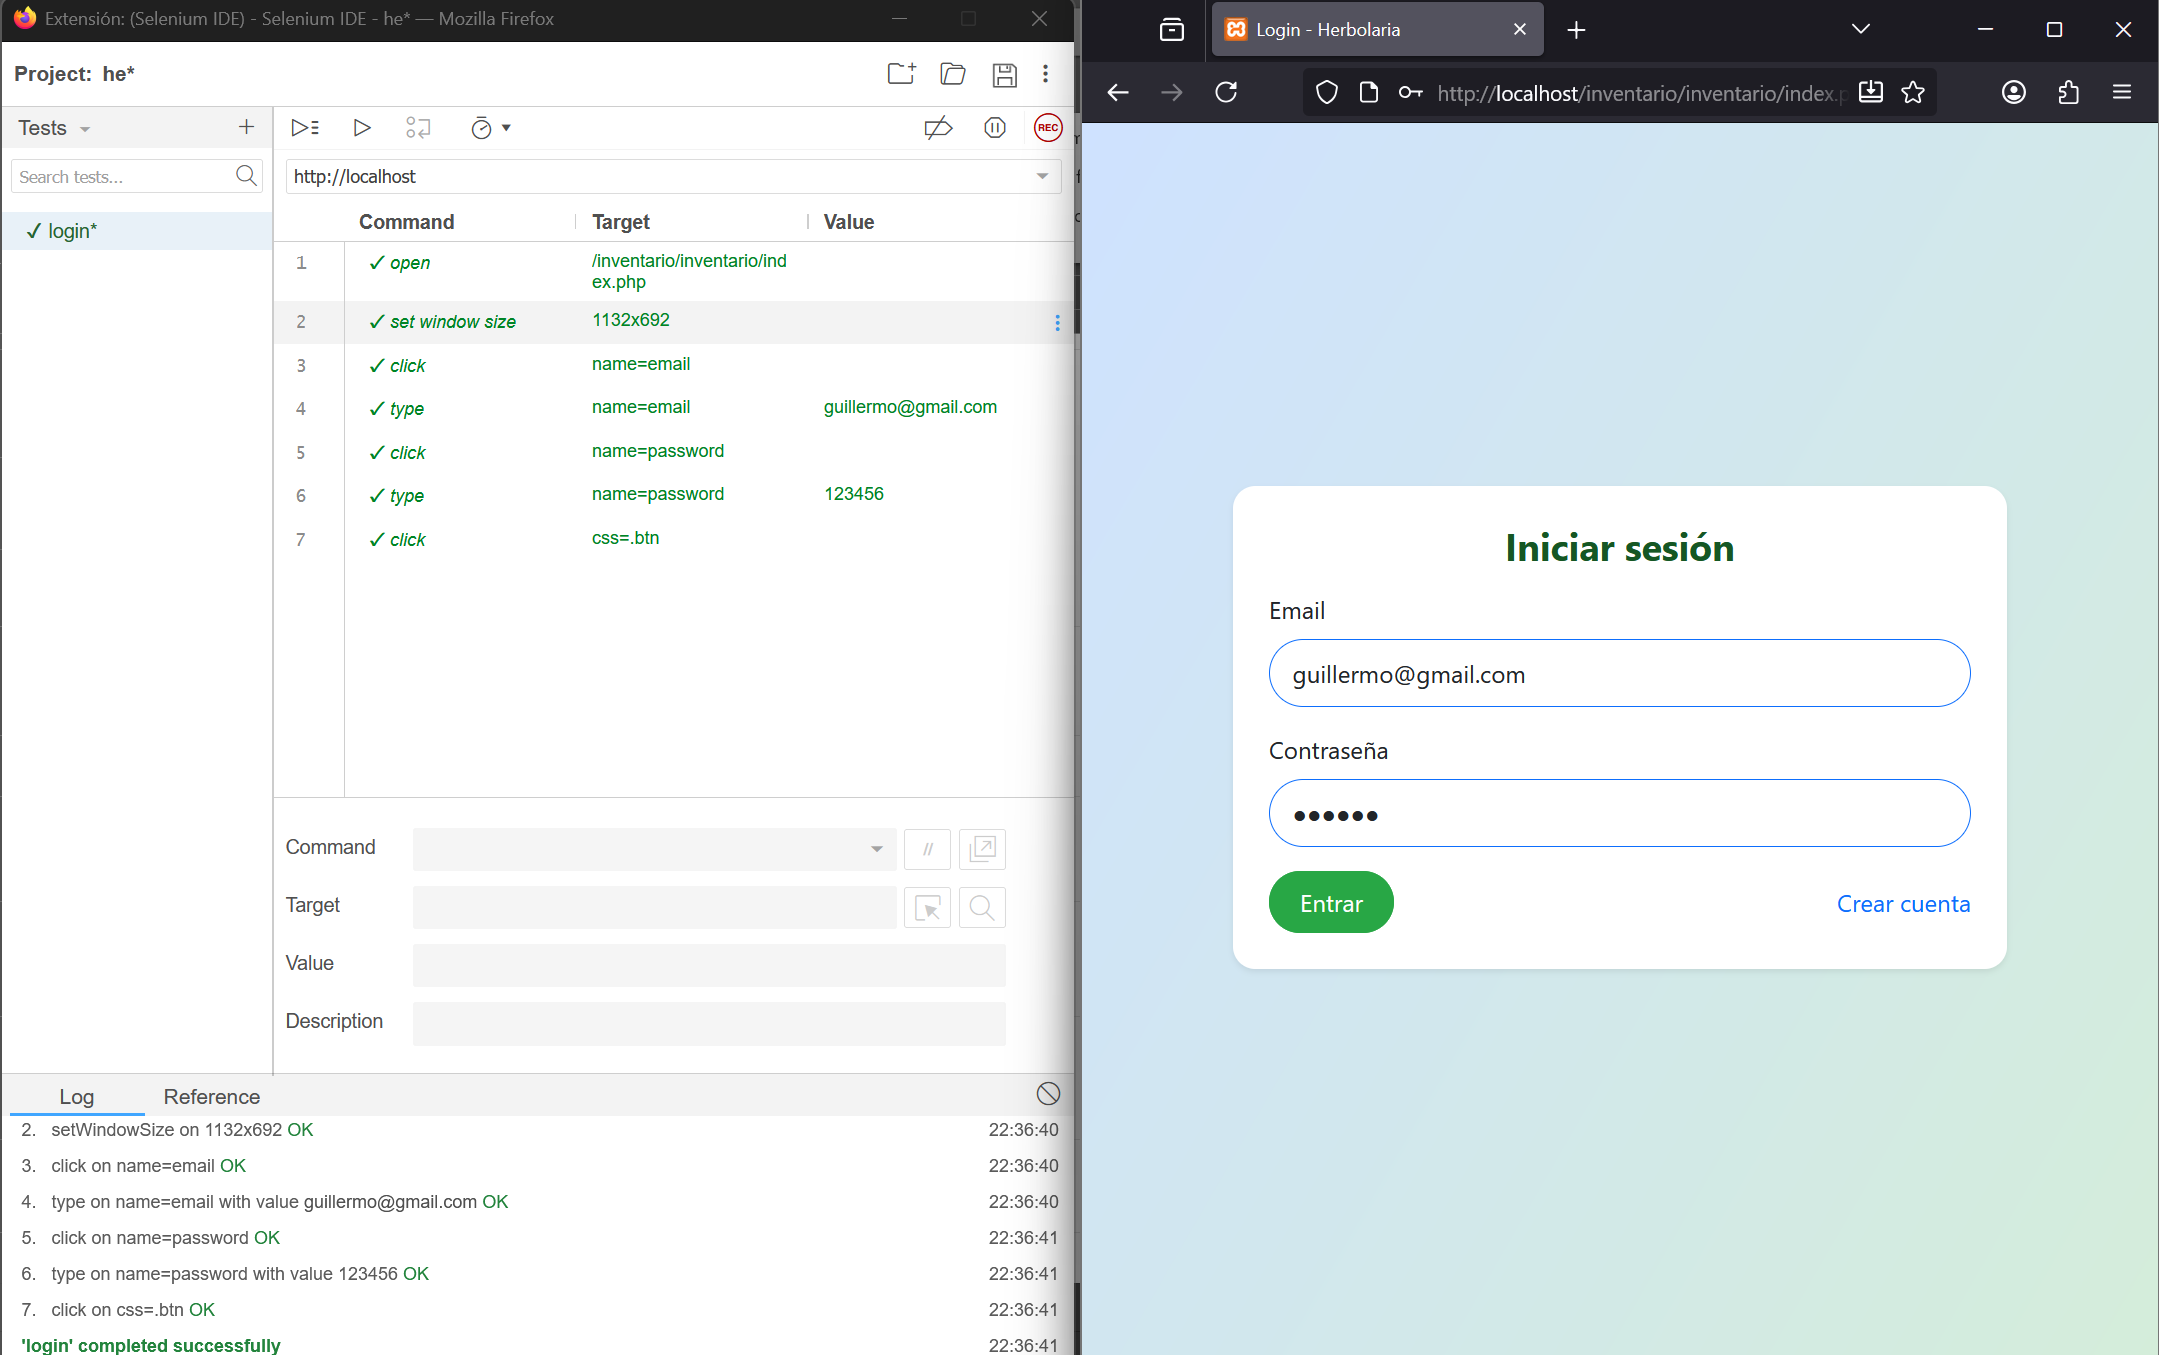 Extensión: (Selenium IDE) - Selenium IDE - he* — Mozilla Firefox
Project: he*
Tests
Search tests...
login*
REC
http://localhost
Command Target Value
1 open /inventario/inventario/ind
ex.php
2 set window size 1132x692
3 click name=email
4 type name=email guillermo@gmail.com
5 click name=password
6 type name=password 123456
7 click css=.btn
Command
//
Target
Value
Description
Log Reference
2. setWindowSize on 1132x692 OK 22:36:40
3. click on name=email OK 22:36:40
4. type on name=email with value guillermo@gmail.com OK 22:36:40
5. click on name=password OK 22:36:41
6. type on name=password with value 123456 OK 22:36:41
7. click on css=.btn OK 22:36:41
'login' completed successfully 22:36:41
Login - Herbolaria
http://localhost/inventario/inventario/index.p
Iniciar sesión
Email
guillermo@gmail.com
Contraseña
••••••
Entrar Crear cuenta